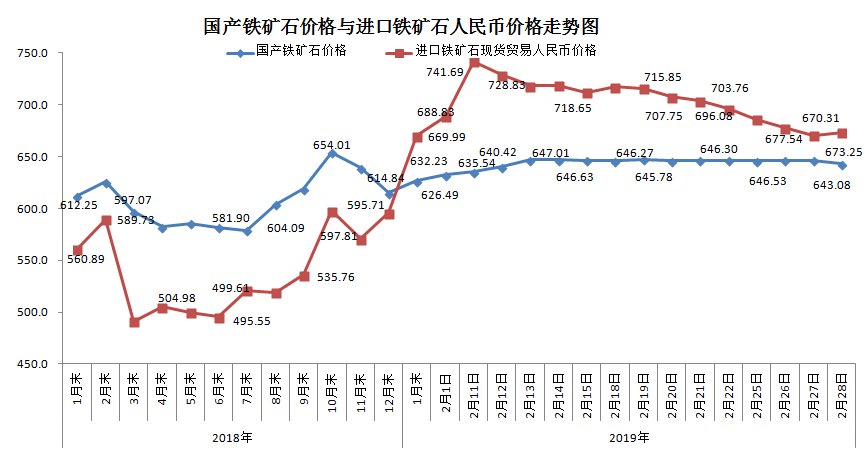 国产铁矿石价格与进口铁矿石人民币价格走势图
国产铁矿石价格 进口铁矿石现货贸易人民币价格
750.0
700.0
650.0
600.0
550.0
500.0
450.0
612.25
597.07
581.90
604.09
654.01
614.84
626.49
632.23
635.54
640.42
647.01
646.63
646.27
645.78
646.30
646.53
643.08
560.89
589.73
504.98
499.61
495.55
535.76
597.81
595.71
669.99
688.83
741.69
728.83
718.65
715.85
707.75
696.08
703.76
677.54
670.31
673.25
1月末
2月末
3月末
4月末
5月末
6月末
7月末
8月末
9月末
10月末
11月末
12月末
1月末
2月1日
2月11日
2月12日
2月13日
2月14日
2月15日
2月18日
2月19日
2月20日
2月21日
2月22日
2月25日
2月26日
2月27日
2月28日
2018年
2019年